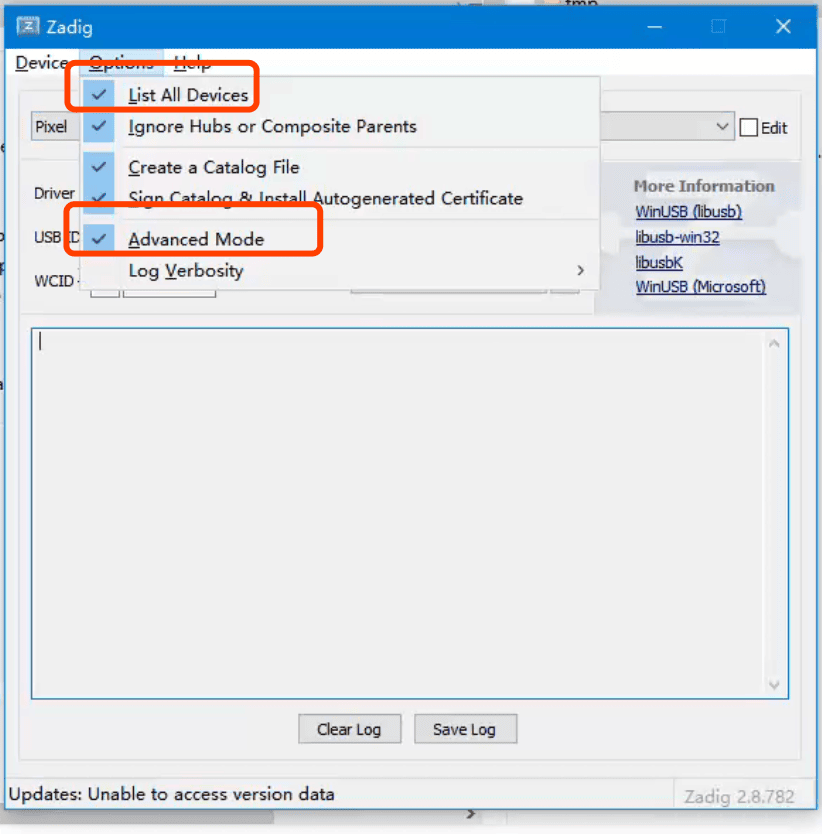 Zadig
Device Options Help
List All Devices
Ignore Hubs or Composite Parents
Create a Catalog File
Sign Catalog & Install Autogenerated Certificate
Advanced Mode
Log Verbosity
Pixel
Edit
Driver
USB ID
WCID
More Information
WinUSB (libusb)
libusb-win32
libusbK
WinUSB (Microsoft)
Clear Log Save Log
Updates: Unable to access version data Zadig 2.8.782